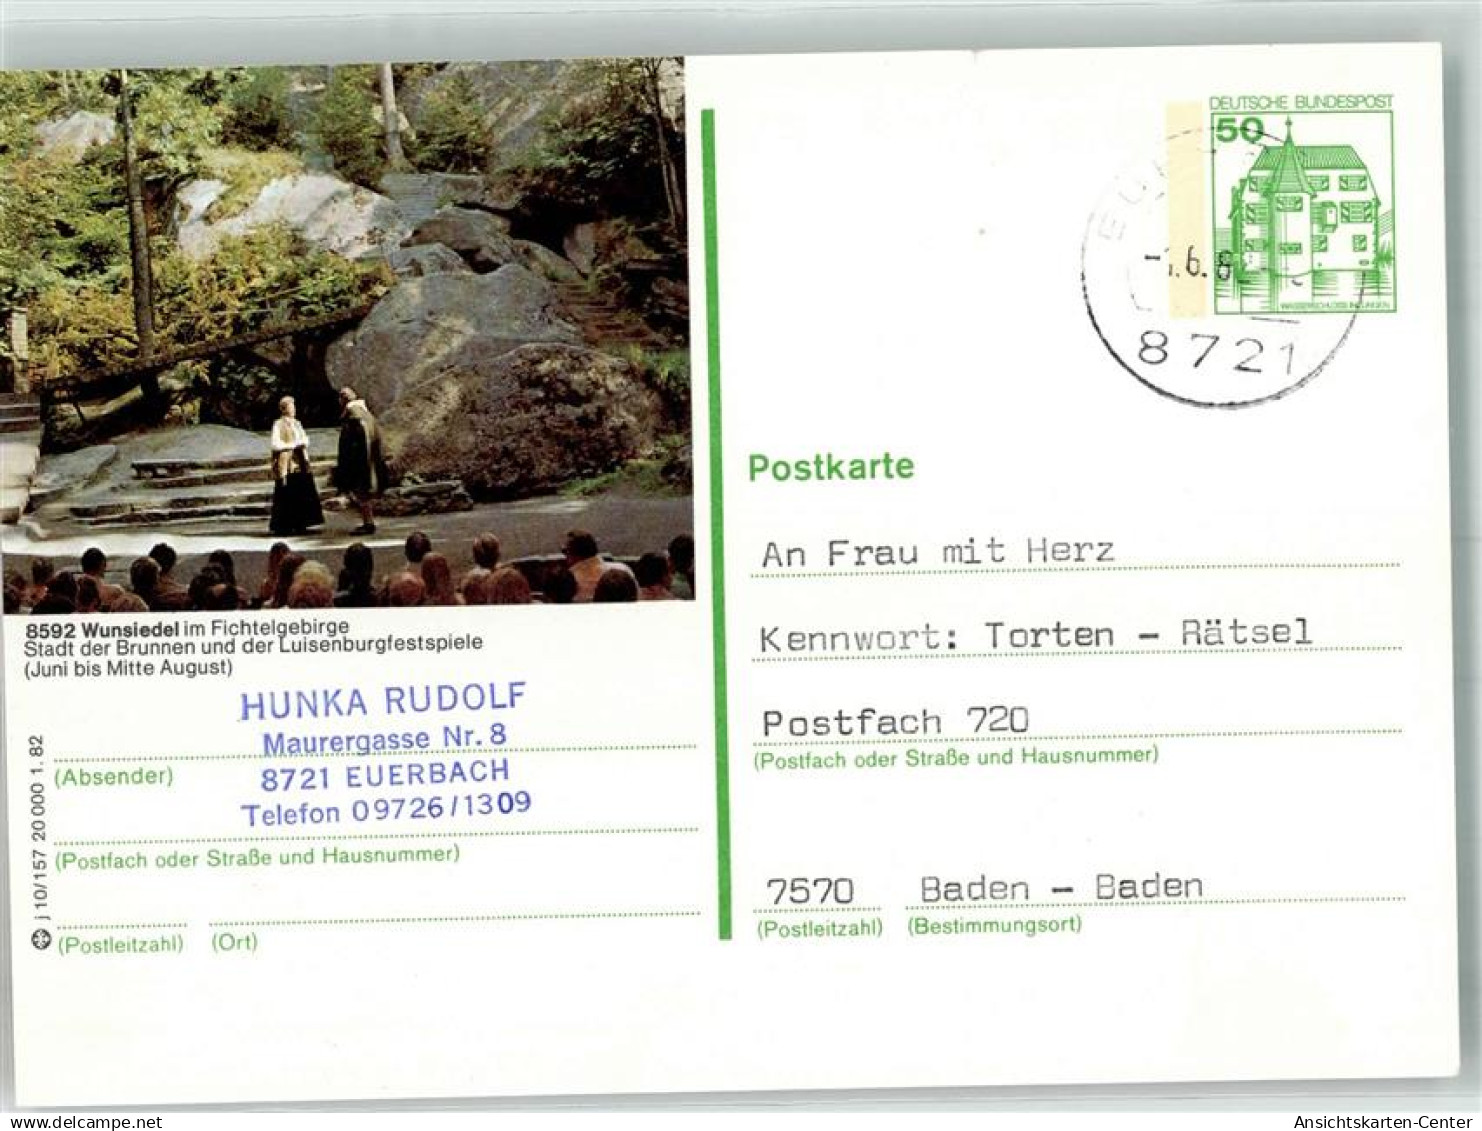 DEUTSCHE BUNDESPOST
50
-1.6.8
8721
Postkarte
An Frau mit Herz
Kennwort: Torten - Rätsel
Postfach 720
(Postfach oder Straße und Hausnummer)
7570 Baden - Baden
(Postleitzahl) (Bestimmungsort)
8592 Wunsiedel im Fichtelgebirge
Stadt der Brunnen und der Luisenburgfestspiele
(Juni bis Mitte August)
HUNKA RUDOLF
Maurergasse Nr. 8
8721 EUERBACH
Telefon 09726/1309
(Absender)
(Postfach oder Straße und Hausnummer)
(Postleitzahl) (Ort)
j 10/157 20 000 1.82
Ansichtskarten-Center